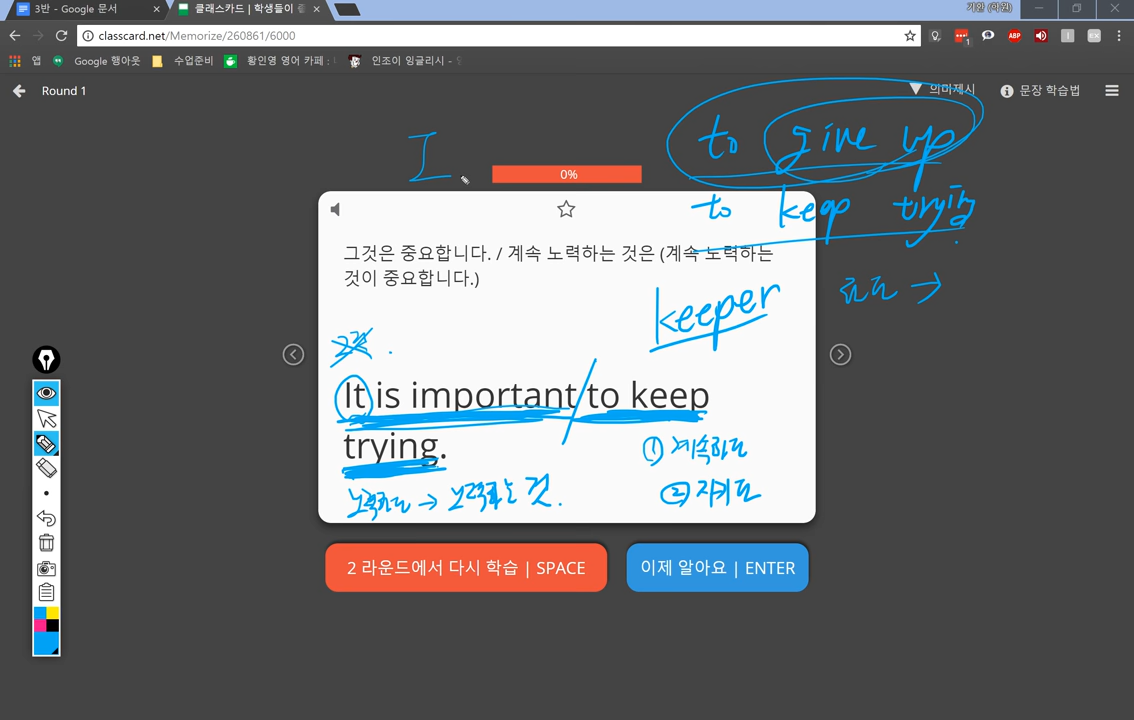 3반 - Google 문서
클래스카드 | 학생들이 클
기환 (학원)
classcard.net/Memorize/260861/6000
ABP
앱
Google 행아웃
수업준비
황인영 영어 카페 :
인조이 잉글리시 -
Round 1
의미제시
문장 학습법
to give up
I
0%
to keep trying
그것은 중요합니다. / 계속 노력하는 것은 (계속 노력하는
것이 중요합니다.)
keeper
It is important to keep
trying.
① 계속하다
② 지키다
노력하다 → 노력하는 것.
2 라운드에서 다시 학습 | SPACE
이제 알아요 | ENTER